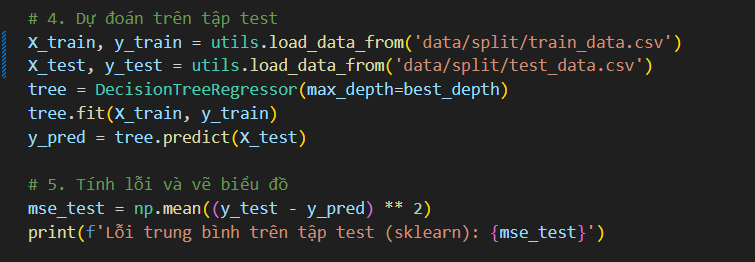 # 4. Dự đoán trên tập test
X_train, y_train = utils.load_data_from('data/split/train_data.csv')
X_test, y_test = utils.load_data_from('data/split/test_data.csv')
tree = DecisionTreeRegressor(max_depth=best_depth)
tree.fit(X_train, y_train)
y_pred = tree.predict(X_test)
# 5. Tính lỗi và vẽ biểu đồ
mse_test = np.mean((y_test - y_pred) ** 2)
print(f'Lỗi trung bình trên tập test (sklearn): {mse_test}')